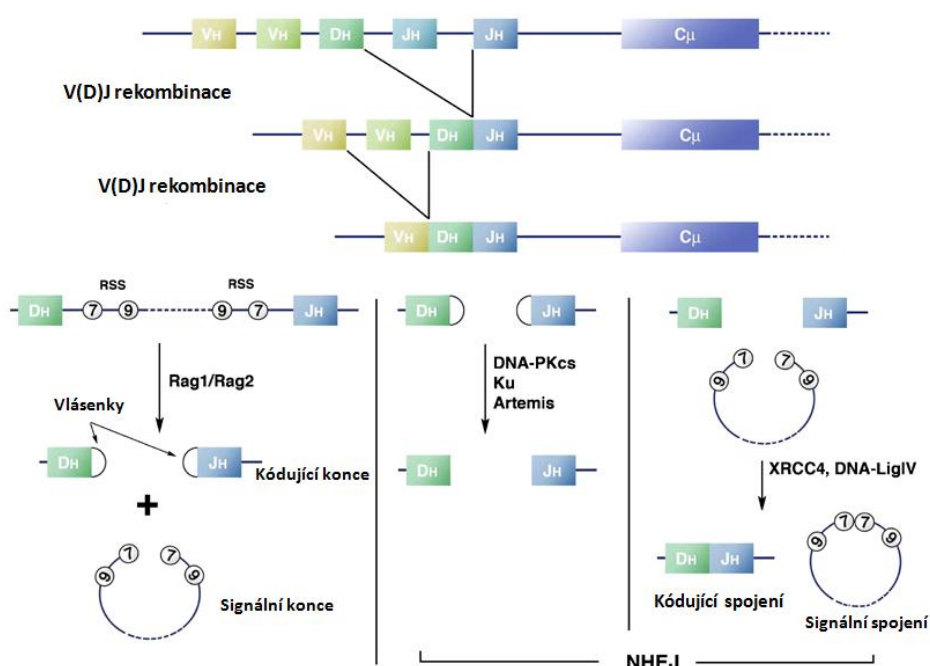 VH VH DH JH JH Cμ
V(D)J rekombinace
VH VH DH JH Cμ
V(D)J rekombinace
VH DH JH Cμ
RSS RSS
DH 7 9 9 7 JH
Rag1/Rag2
Vlásenky
DH JH
Kódující konce
+
7 7
9 9
Signální konce
DH JH
DNA-PKcs
Ku
Artemis
DH JH
DH JH
7 7
9 9
XRCC4, DNA-LigIV
DH JH
Kódující spojení
7 7
9 9
Signální spojení
NHEJ